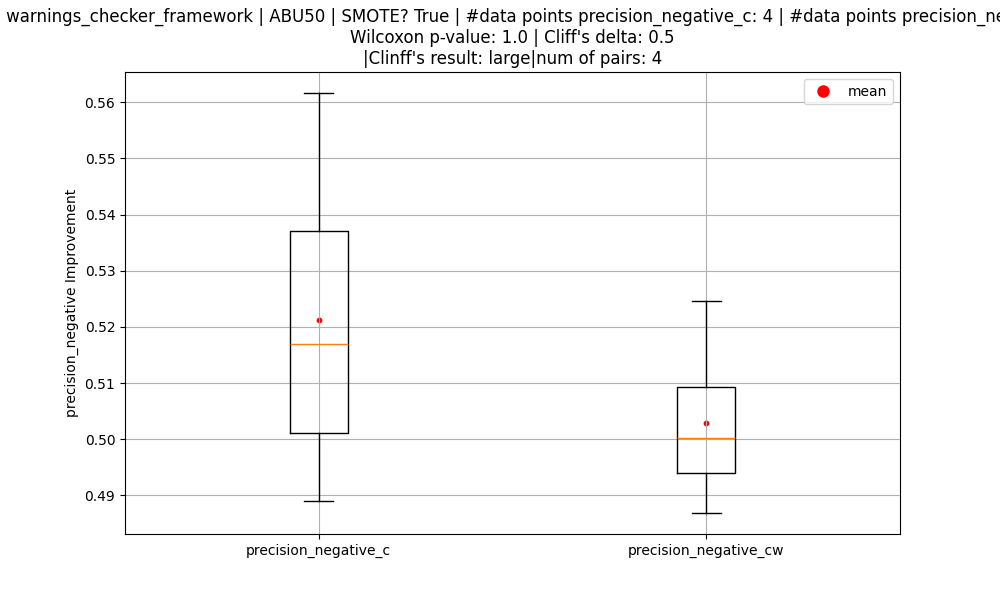 warnings_checker_framework | ABU50 | SMOTE? True | #data points precision_negative_c: 4 | #data points
Wilcoxon p-value: 1.0 | Cliff's delta: 0.5
|Clinff's result: large|num of pairs: 4
mean
0.56
0.55
0.54
0.53
0.52
0.51
0.50
0.49
precision_negative Improvement
precision_negative_c
precision_negative_cw